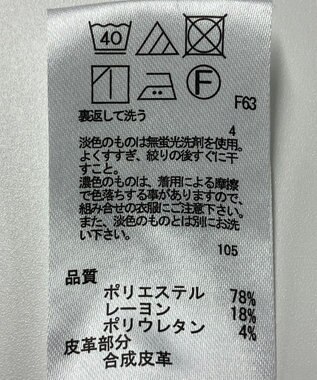 40
F
F63
裏返して洗う
4
淡色のものは無蛍光洗剤を使用。
よくすすぎ、絞りの後すぐに干
すこと。
濃色のものは、着用による摩擦
で色落ちする事がありますので、
組み合せの衣服にご注意下さい。
また、淡色のものとは別にお洗
い下さい。
105
品質
ポリエステル 78%
レーヨン 18%
ポリウレタン 4%
皮革部分
合成皮革